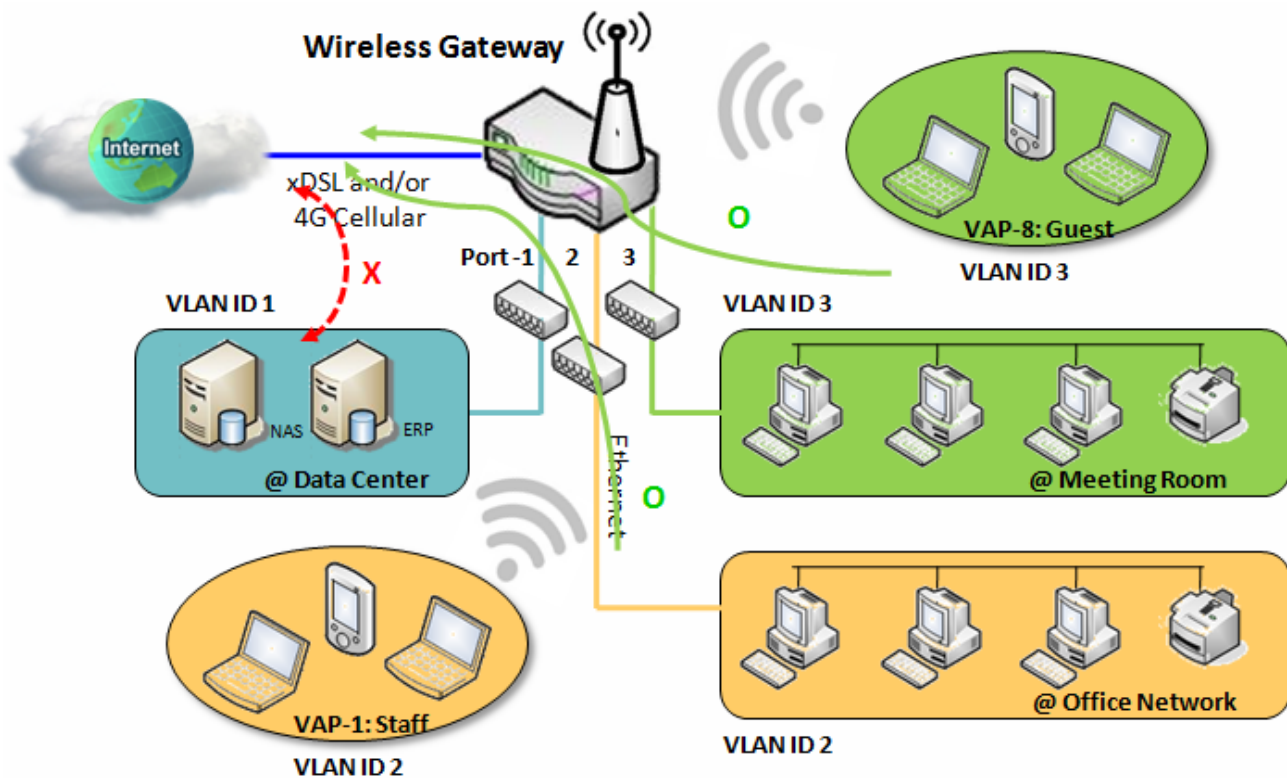 Wireless Gateway
Internet
xDSL and/or
4G Cellular
O
VAP-8: Guest
VLAN ID 3
Port -1
2
3
X
VLAN ID 1
VLAN ID 3
NAS
ERP
@ Data Center
Ethernet
O
@ Meeting Room
VAP-1: Staff
VLAN ID 2
@ Office Network
VLAN ID 2